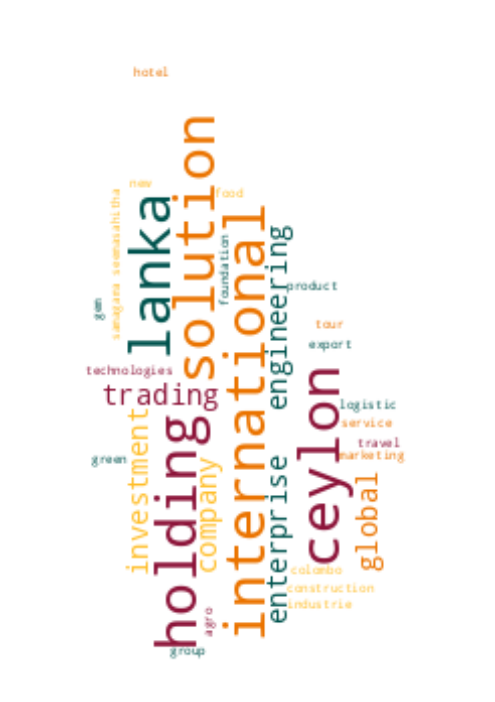 hotel
solution
new
lanka
samagara seemasahitha
food
international
foundation
engineering
product
gem
tour
export
technologies
trading
ceylon
logistic
investment
holding
service
travel
marketing
green
company
enterprise
global
colombo
construction
industrie
agro
group